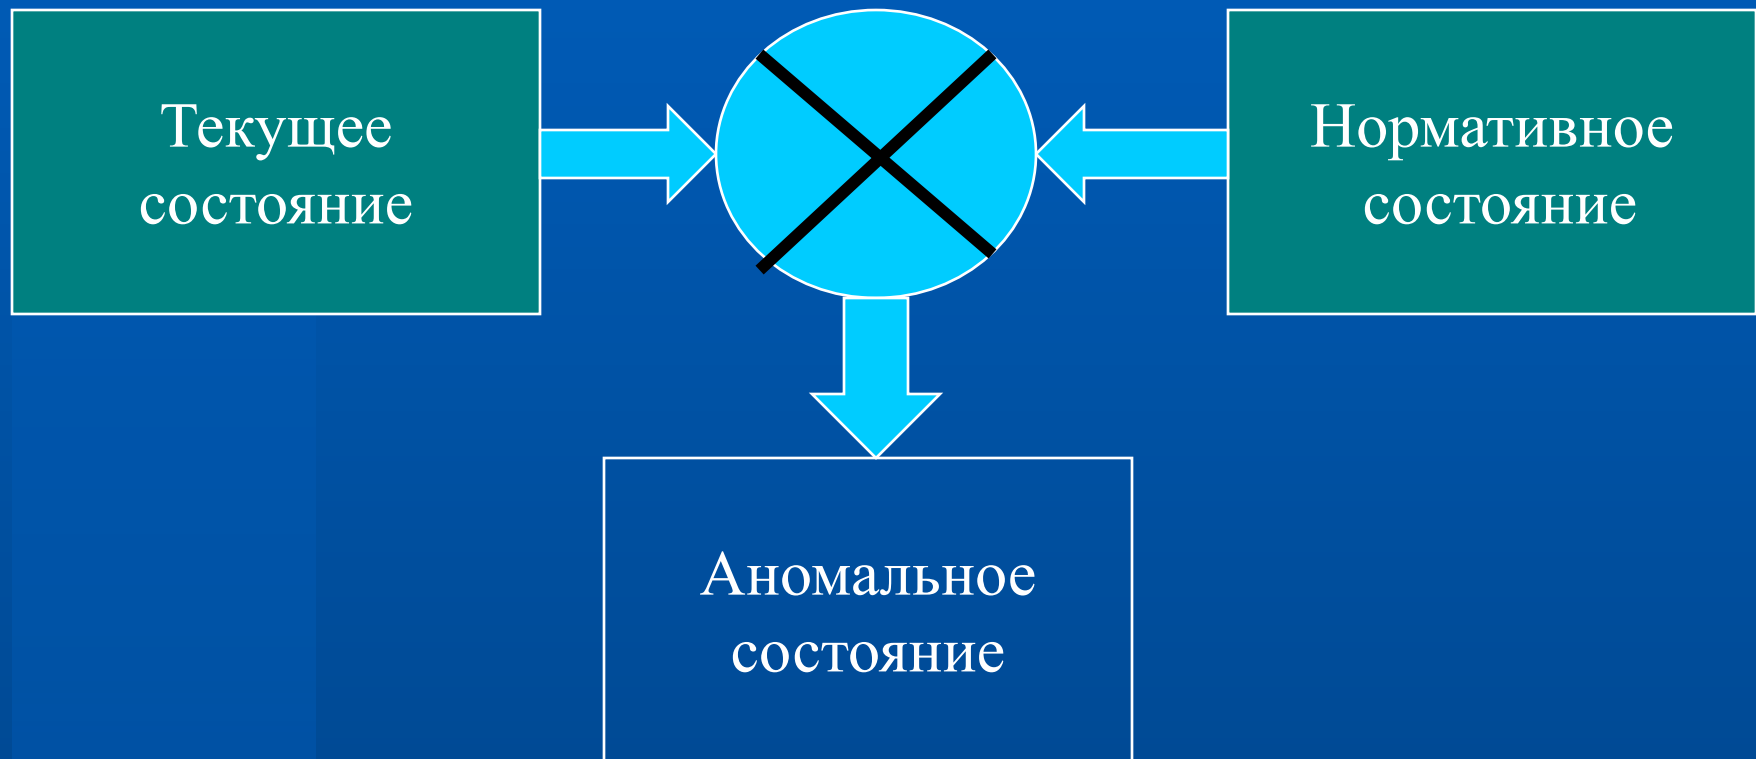 Текущее
состояние
Нормативное
состояние
Аномальное
состояние